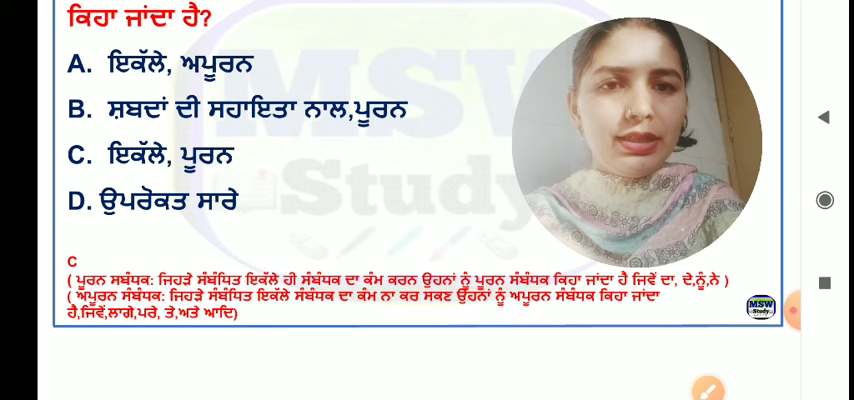 ਕਿਹਾ ਜਾਂਦਾ ਹੈ?
A. ਇਕੱਲੇ, ਅਪੂਰਨ
B. ਸ਼ਬਦਾਂ ਦੀ ਸਹਾਇਤਾ ਨਾਲ,ਪੂਰਨ
C. ਇਕੱਲੇ, ਪੂਰਨ
D. ਉਪਰੋਕਤ ਸਾਰੇ
MSW
Study
C
( ਪੂਰਨ ਸਬੰਧਕ: ਜਿਹੜੇ ਸੰਬੰਧਿਤ ਇਕੱਲੇ ਹੀ ਸੰਬੰਧਕ ਦਾ ਕੰਮ ਕਰਨ ਉਹਨਾਂ ਨੂੰ ਪੂਰਨ ਸੰਬੰਧਕ ਕਿਹਾ ਜਾਂਦਾ ਹੈ ਜਿਵੇਂ ਦਾ, ਦੇ,ਨੂੰ,ਨੇ )
( ਅਪੂਰਨ ਸੰਬੰਧਕ: ਜਿਹੜੇ ਸੰਬੰਧਿਤ ਇਕੱਲੇ ਸੰਬੰਧਕ ਦਾ ਕੰਮ ਨਾ ਕਰ ਸਕਣ ਉਹਨਾਂ ਨੂੰ ਅਪੂਰਨ ਸੰਬੰਧਕ ਕਿਹਾ ਜਾਂਦਾ
ਹੈ,ਜਿਵੇਂ,ਲਾਗੇ,ਪਰੇ, ਤੇ,ਅਤੇ ਆਦਿ)
MSW
Study